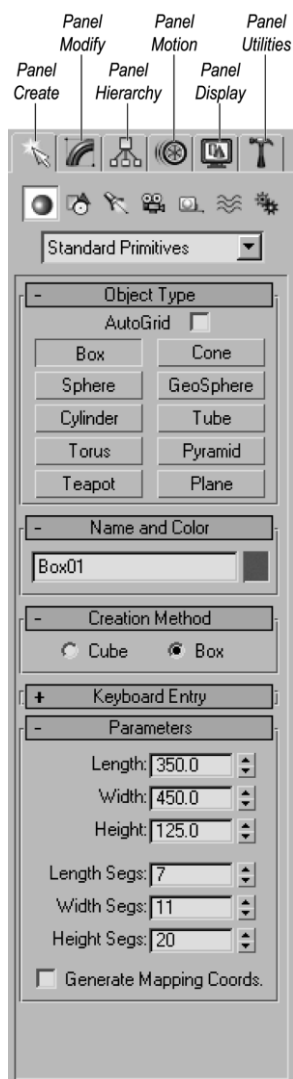 Panel Modify
Panel Motion
Panel Utilities
Panel Create
Panel Hierarchy
Panel Display
Standard Primitives
- Object Type
AutoGrid
Box Cone
Sphere GeoSphere
Cylinder Tube
Torus Pyramid
Teapot Plane
- Name and Color
Box01
- Creation Method
Cube Box
+ Keyboard Entry
- Parameters
Length: 350.0
Width: 450.0
Height: 125.0
Length Segs: 7
Width Segs: 11
Height Segs: 20
Generate Mapping Coords.